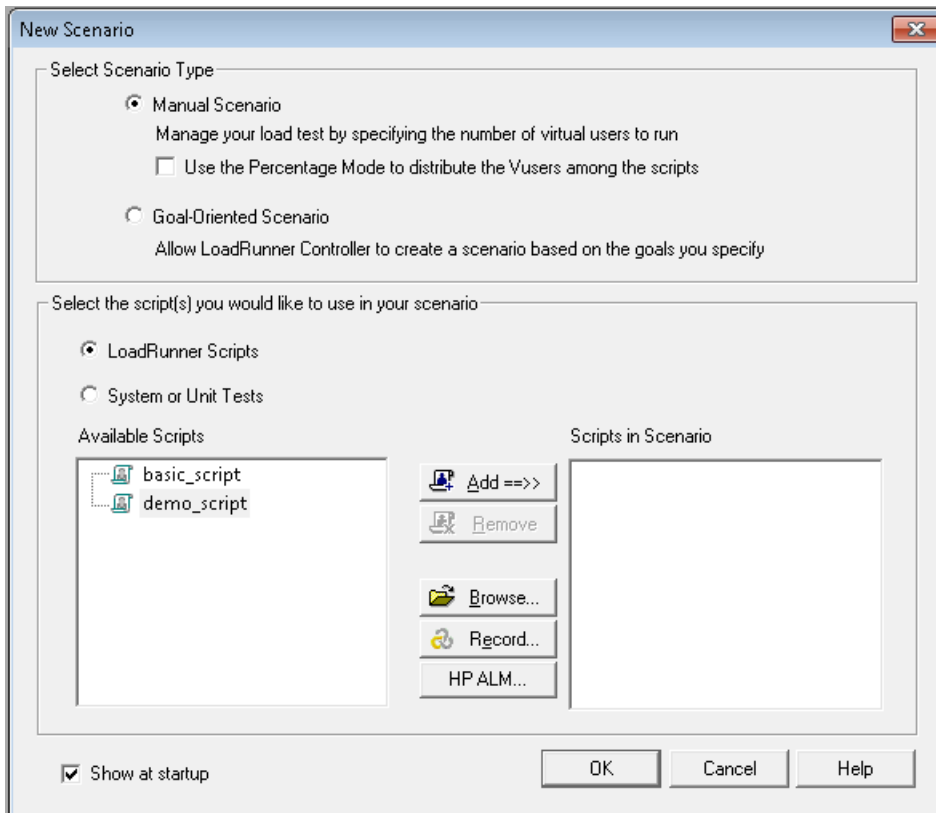 New Scenario
Select Scenario Type
Manual Scenario
Manage your load test by specifying the number of virtual users to run
Use the Percentage Mode to distribute the Vusers among the scripts
Goal-Oriented Scenario
Allow LoadRunner Controller to create a scenario based on the goals you specify
Select the script(s) you would like to use in your scenario
LoadRunner Scripts
System or Unit Tests
Available Scripts
Scripts in Scenario
basic_script
demo_script
Add ==>>
Remove
Browse...
Record...
HP ALM...
Show at startup
OK
Cancel
Help